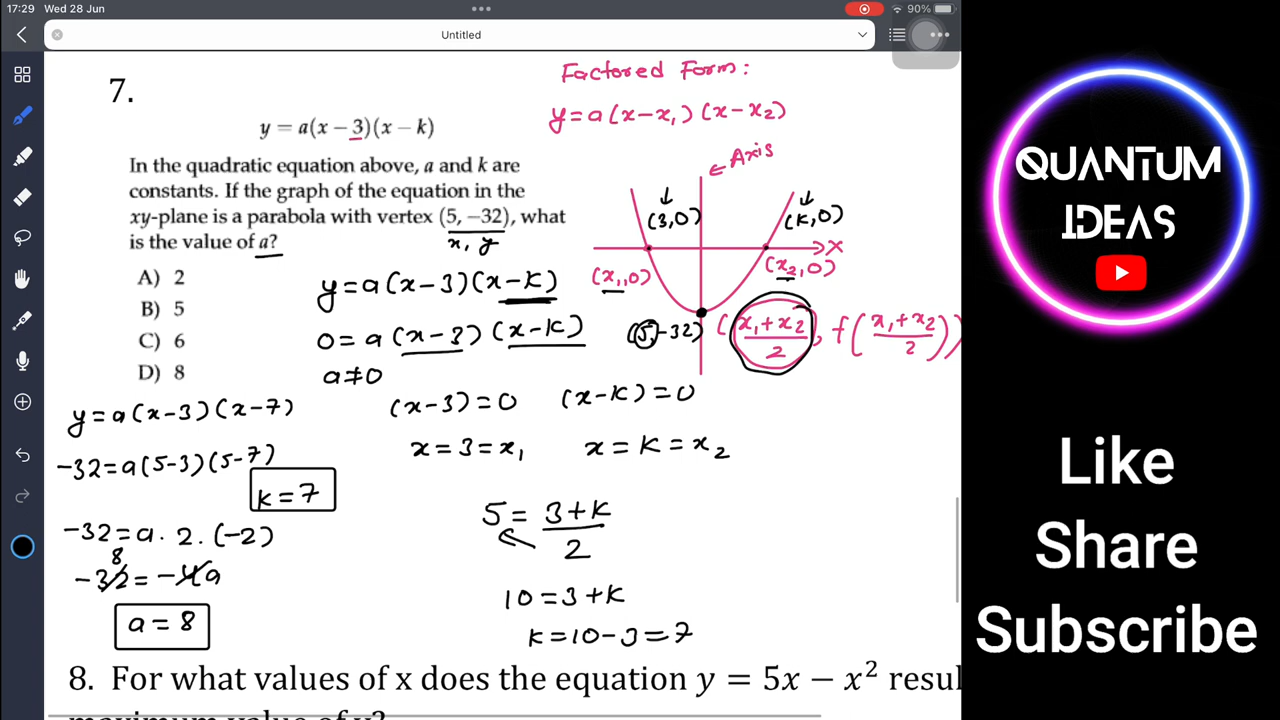 17:29 Wed 28 Jun
90%
Untitled
7.
y = a(x − 3)(x − k)
In the quadratic equation above, a and k are
constants. If the graph of the equation in the
xy-plane is a parabola with vertex (5, −32), what
is the value of a?
x, y
A) 2
B) 5
C) 6
D) 8
Factored Form:
y = a(x − x₁)(x − x₂)
← Axis
(3,0)
(k,0)
x
(x₁,0)
(x₂,0)
(5,−32)
(x₁+x₂/2, f(x₁+x₂/2))
y = a(x−3)(x−k)
0 = a(x−3)(x−k)
a≠0
(x−3)=0 (x−k)=0
x = 3 = x₁ x = k = x₂
5 = 3+k/2
10 = 3+k
k = 10−3 = 7
y = a(x−3)(x−7)
−32 = a(5−3)(5−7)
k = 7
−32 = a. 2. (−2)
8
−32 = −4a
a = 8
8. For what values of x does the equation y = 5x − x² resul
maximum value of y?
QUANTUM
IDEAS
Like
Share
Subscribe